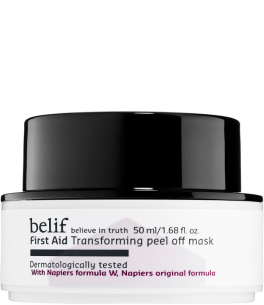 belif believe in truth 50 ml/1.68 fl. oz.
First Aid Transforming peel off mask
Dermatologically tested
With Napiers formula W, Napiers original formula